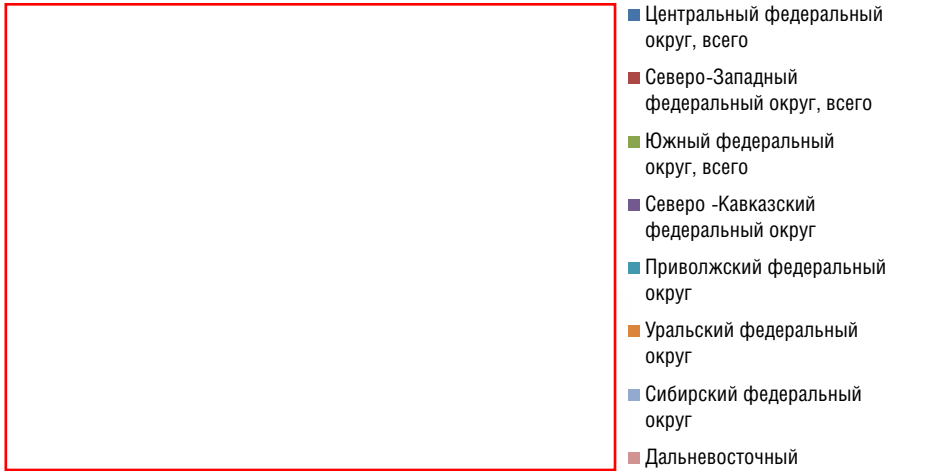 Центральный федеральный
округ, всего
Северо-Западный
федеральный округ, всего
Южный федеральный
округ, всего
Северо -Кавказский
федеральный округ
Приволжский федеральный
округ
Уральский федеральный
округ
Сибирский федеральный
округ
Дальневосточный